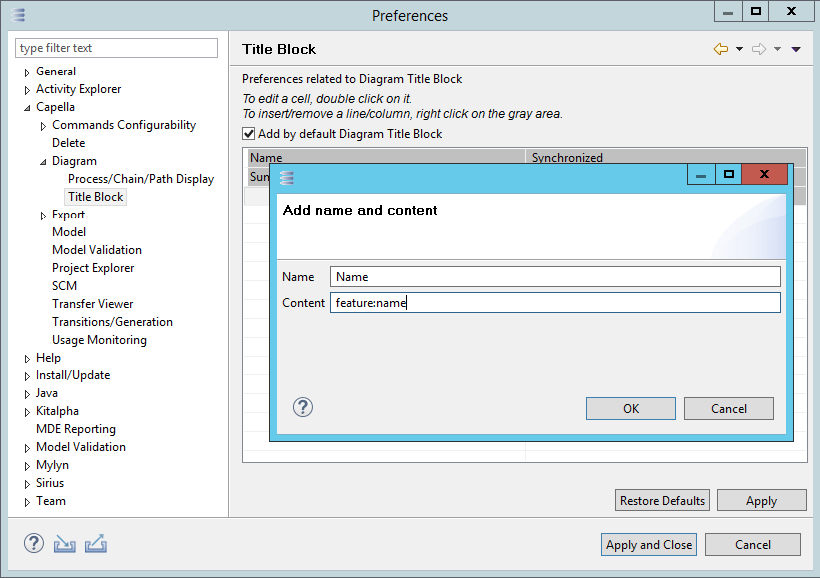 Preferences
type filter text
General
Activity Explorer
Capella
Commands Configurability
Delete
Diagram
Process/Chain/Path Display
Title Block
Export
Model
Model Validation
Project Explorer
SCM
Transfer Viewer
Transitions/Generation
Usage Monitoring
Help
Install/Update
Java
Kitalpha
MDE Reporting
Model Validation
Mylyn
Sirius
Team
Title Block
Preferences related to Diagram Title Block
To edit a cell, double click on it.
To insert/remove a line/column, right click on the gray area.
Add by default Diagram Title Block
Name Synchronized
Add name and content
Name Name
Content feature:name
OK Cancel
Restore Defaults Apply
Apply and Close Cancel